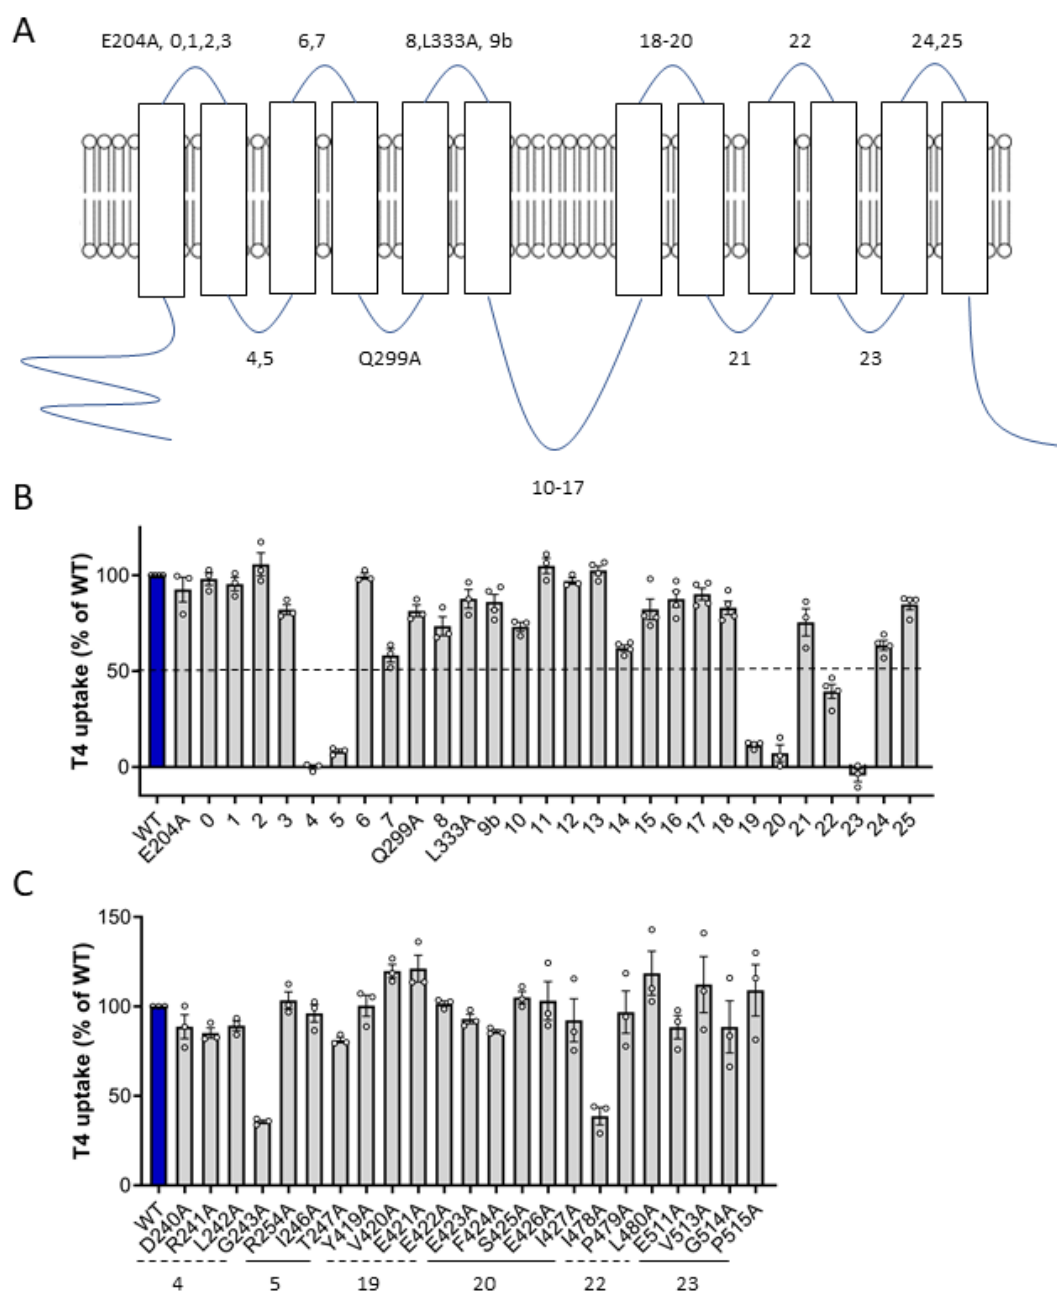 A
E204A, 0,1,2,3 6,7 8,L333A, 9b 18-20 22 24,25
4,5 Q299A 21 23
10-17
B
T4 uptake (% of WT)
100
50
0
WT E204A 0 1 2 3 4 5 6 7 Q299A 8 L333A 9b 10 11 12 13 14 15 16 17 18 19 20 21 22 23 24 25
C
T4 uptake (% of WT)
150
100
50
0
WT D240A R241A L242A G243A R254A I246A T247A Y419A V420A E421A E422A E423A F424A S425A E426A I427A I478A P479A L480A E511A V513A G514A P515A
4 5 19 20 22 23